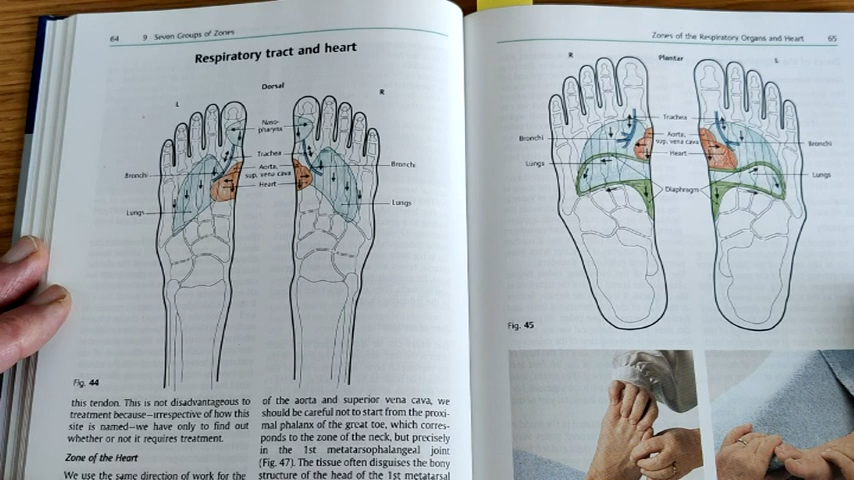 64
9 Seven Groups of Zones
Respiratory tract and heart
Dorsal
L
R
Naso-
pharynx
Trachea
Bronchi
Aorta,
sup. vena cava
Heart
Bronchi
Lungs
Lungs
Fig. 44
this tendon. This is not disadvantageous to
treatment because—irrespective of how this
site is named—we have only to find out
whether or not it requires treatment.
Zone of the Heart
We use the same direction of work for the
of the aorta and superior vena cava, we
should be careful not to start from the proxi-
mal phalanx of the great toe, which corres-
ponds to the zone of the neck, but precisely
in the 1st metatarsophalangeal joint
(Fig. 47). The tissue often disguises the bony
structure of the head of the 1st metatarsal
Zones of the Respiratory Organs and Heart
65
R
Plantar
L
Trachea
Bronchi
Aorta,
sup. vena cava
Bronchi
Heart
Lungs
Lungs
Diaphragm
Fig. 45